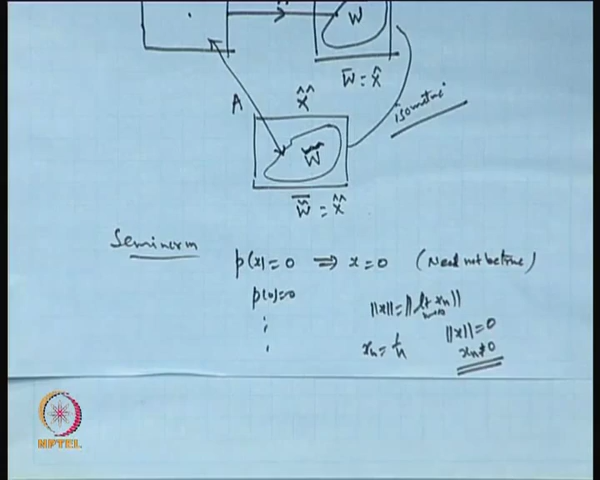 W
W̄ = X̂
X̂̂
A
isometric
W̃
W̃̄ = X̂̂
Seminorm
p(x) = 0 ⇒ x = 0 (Need not be true)
p(0) = 0
||x|| = ||lt xₙ||
n→∞
xₙ = 1/n
||x|| = 0
xₙ ≠ 0
NPTEL